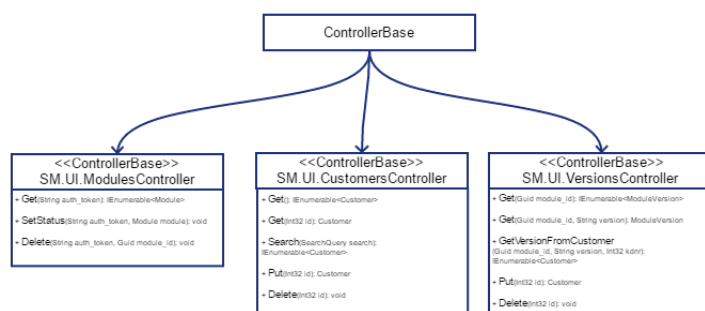 ControllerBase
<<ControllerBase>>
SM.UI.ModulesController
+ Get(String auth_token): IEnumerable<Module>
+ SetStatus(String auth_token, Module module): void
+ Delete(String auth_token, Guid module_id): void
<<ControllerBase>>
SM.UI.CustomersController
+ Get(): IEnumerable<Customer>
+ Get(Int32 id): Customer
+ Search(SearchQuery search):
IEnumerable<Customer>
+ Put(Int32 id): Customer
+ Delete(Int32 id): void
<<ControllerBase>>
SM.UI.VersionsController
+ Get(Guid module_id): IEnumerable<ModuleVersion>
+ Get(Guid module_id, String version): ModuleVersion
+ GetVersionFromCustomer
(Guid module_id, String version, Int32 kdnr):
IEnumerable<Customer>
+ Put(Int32 id): Customer
+ Delete(Int32 id): void